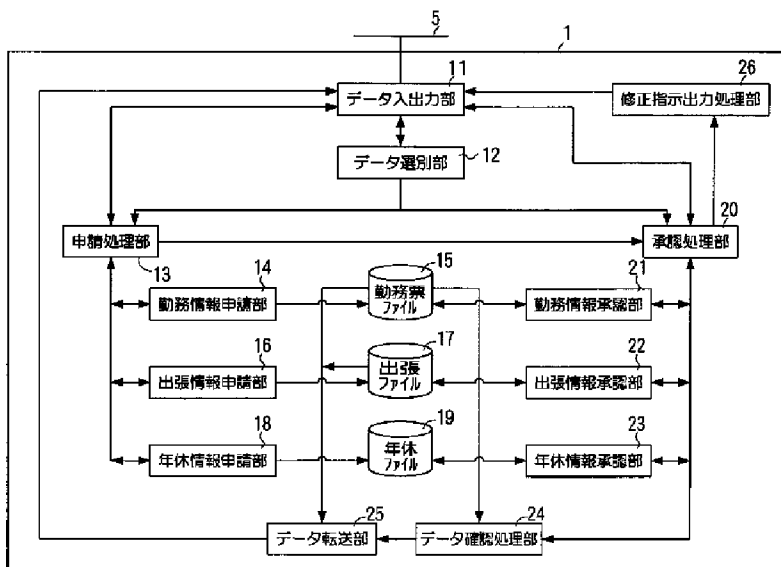 5
1
11
データ入出力部
26
修正指示出力処理部
データ選別部
12
申請処理部
13
20
承認処理部
14
勤務情報申請部
15
勤務票
ファイル
21
勤務情報承認部
16
出張情報申請部
17
出張
ファイル
22
出張情報承認部
18
年休情報申請部
19
年休
ファイル
23
年休情報承認部
25
データ転送部
24
データ確認処理部